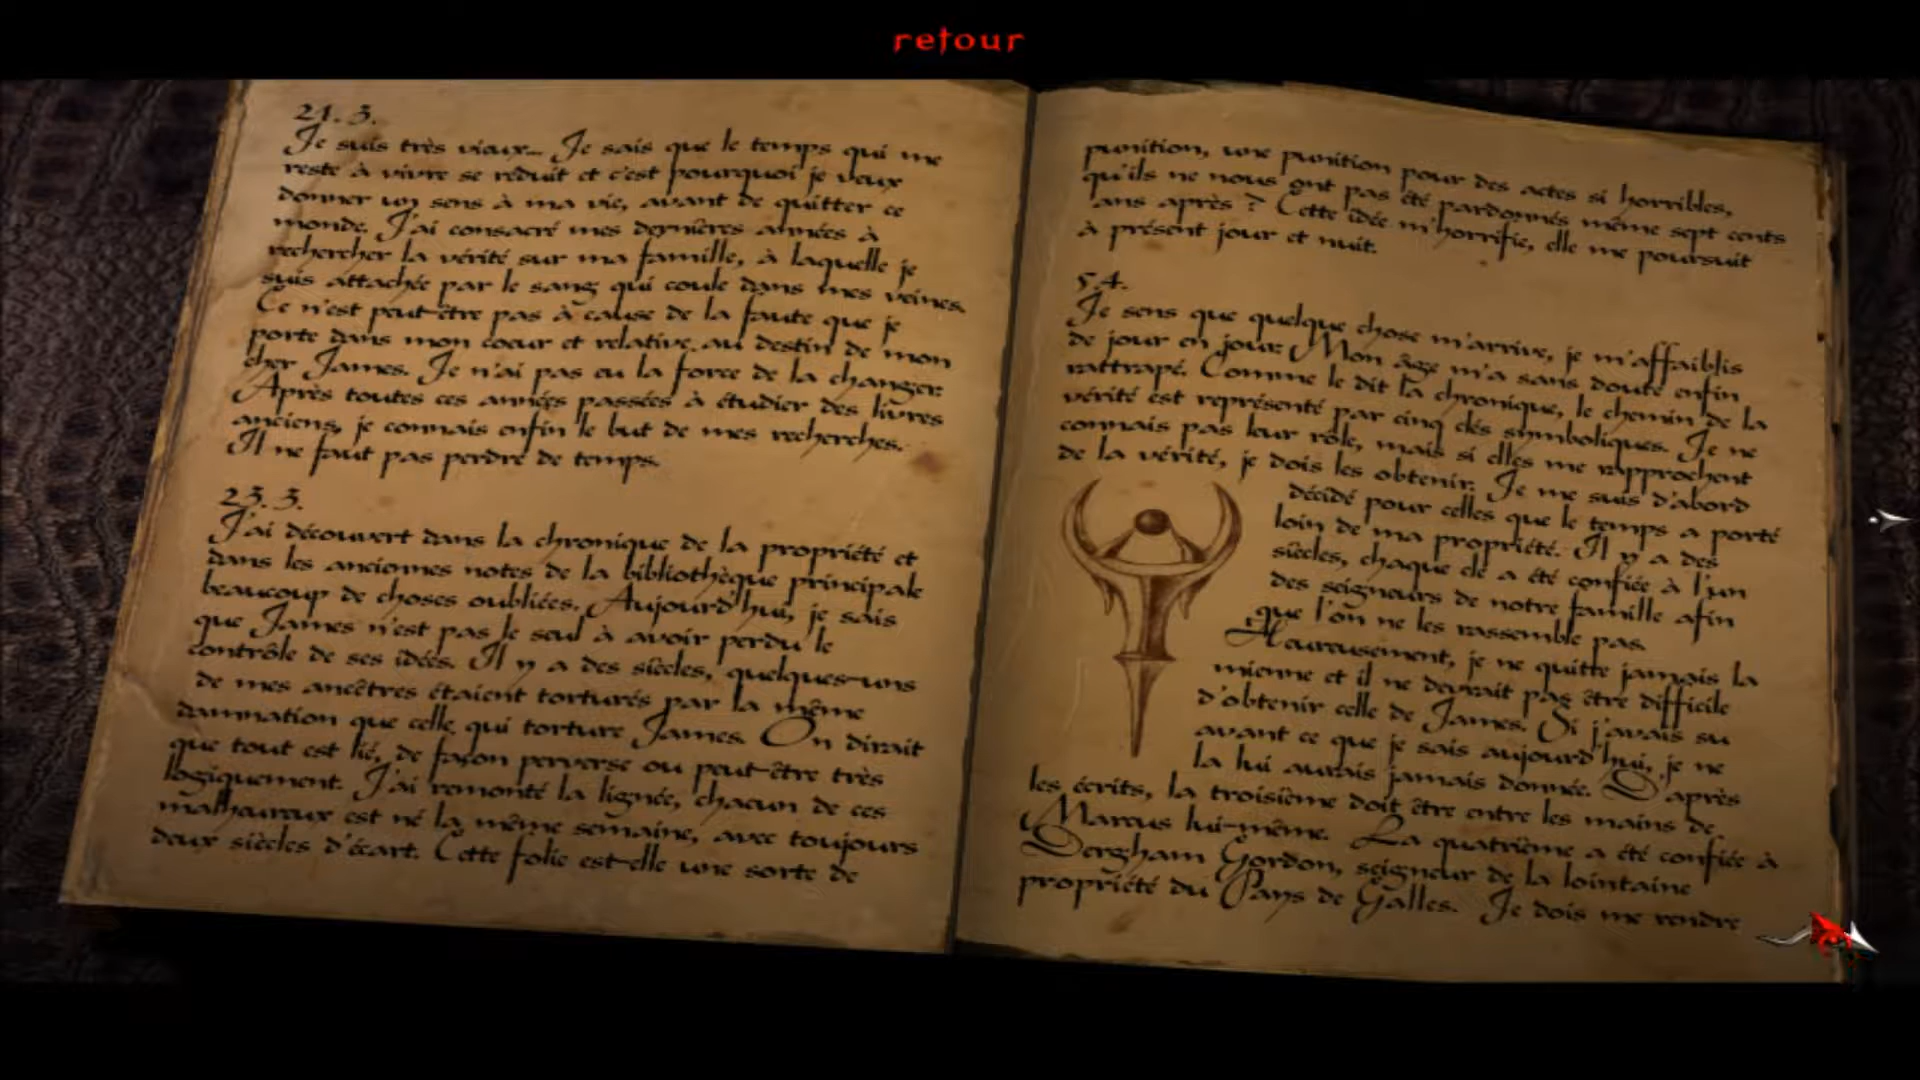 retour
21. 3.
Je suis très vieux... Je sais que le temps qui me
reste à vivre se réduit et c'est pourquoi je veux
donner un sens à ma vie, avant de quitter ce
monde. J'ai consacré mes dernières années à
rechercher la vérité sur ma famille, à laquelle je
suis attachée par le sang qui coule dans mes veines.
Ce n'est peut-être pas à cause de la faute que je
porte dans mon coeur et relative au destin de mon
cher James. Je n'ai pas eu la force de la changer.
Après toutes ces années passées à étudier des livres
anciens, je connais enfin le but de mes recherches.
Il ne faut pas perdre de temps.
23. 3.
J'ai découvert dans la chronique de la propriété et
dans les anciennes notes de la bibliothèque principale
beaucoup de choses oubliées. Aujourd'hui, je sais
que James n'est pas le seul à avoir perdu le
contrôle de ses idées. Il y a des siècles, quelques-uns
de mes ancêtres étaient torturés par la même
damnation que celle qui torture James. On dirait
que tout est lié, de façon perverse ou peut-être très
logiquement. J'ai remonté la lignée, chacun de ces
malheureux est né la même semaine, avec toujours
deux siècles d'écart. Cette folie est-elle une sorte de
punition, une punition pour des actes si horribles,
qu'ils ne nous ont pas été pardonnés même sept cents
ans après ? Cette idée m'horrifie, elle me poursuit
à présent jour et nuit.
5.4.
Je sens que quelque chose m'arrive, je m'affaiblis
de jour en jour. Mon âge m'a sans doute enfin
rattrapé. Comme le dit la chronique, le chemin de la
vérité est représenté par cinq clés symboliques. Je ne
connais pas leur rôle, mais si elles me rapprochent
de la vérité, je dois les obtenir. Je me suis d'abord
décidé pour celles que le temps a porté
loin de ma propriété. Il y a des
siècles, chaque clé a été confiée à l'un
des seigneurs de notre famille afin
que l'on ne les rassemble pas.
Heureusement, je ne quitte jamais la
mienne et il ne devrait pas être difficile
d'obtenir celle de James. Si j'avais su
avant ce que je sais aujourd'hui, je ne
la lui aurais jamais donnée. D'après
les écrits, la troisième doit être entre les mains de
Marcus lui-même. La quatrième a été confiée à
Dergham Gordon, seigneur de la lointaine
propriété du Pays de Galles. Je dois me rendre